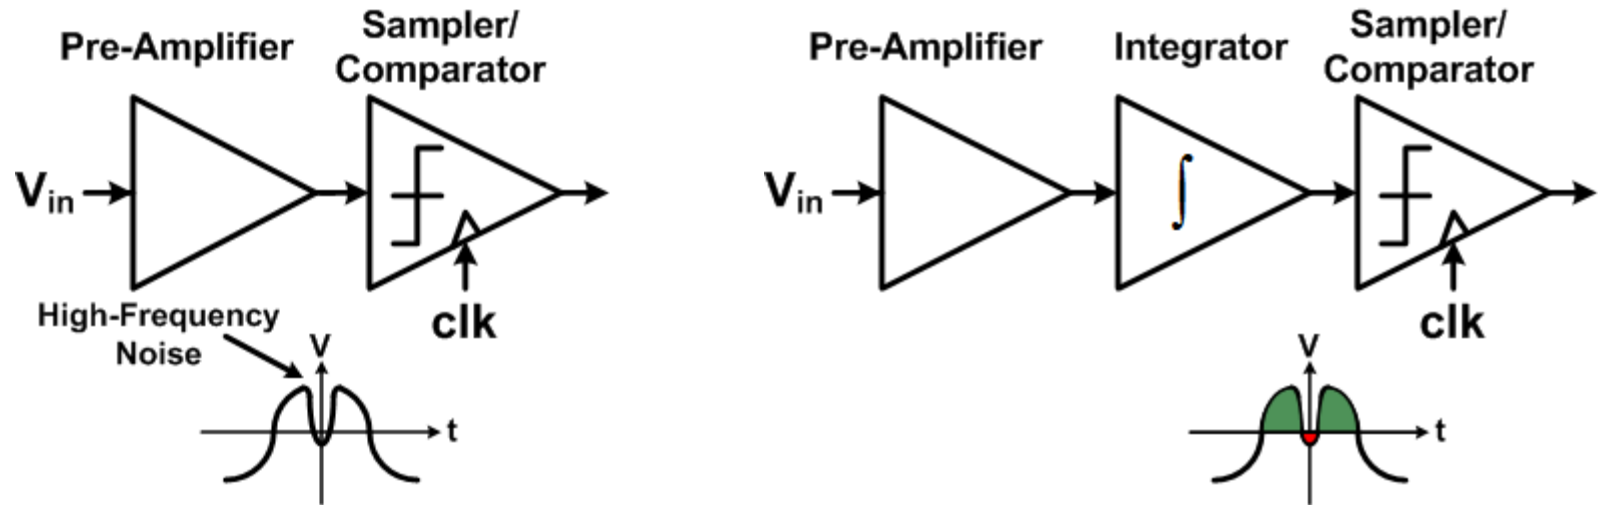 Pre-Amplifier
Sampler/
Comparator
Vin
clk
High-Frequency
Noise
V
t
Pre-Amplifier
Integrator
Sampler/
Comparator
Vin
∫
clk
V
t